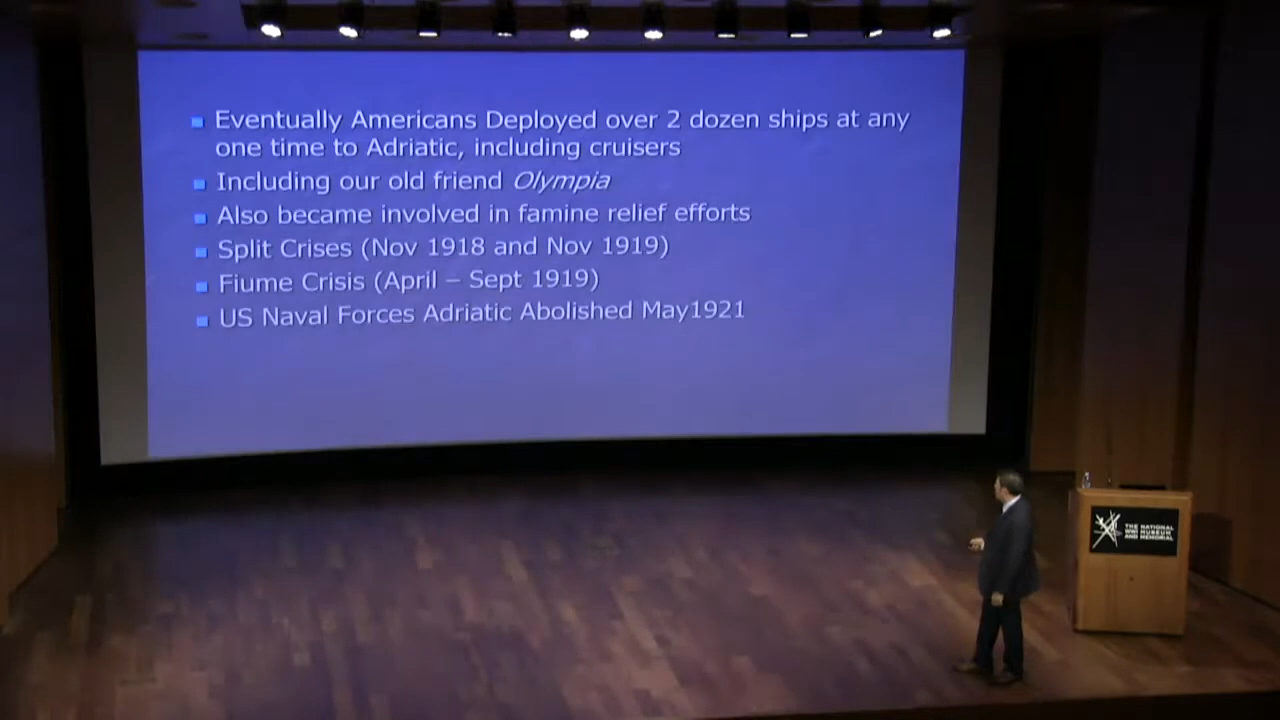 Eventually Americans Deployed over 2 dozen ships at any
one time to Adriatic, including cruisers
Including our old friend Olympia
Also became involved in famine relief efforts
Split Crises (Nov 1918 and Nov 1919)
Fiume Crisis (April – Sept 1919)
US Naval Forces Adriatic Abolished May1921
THE NATIONAL
WWI MUSEUM
AND MEMORIAL